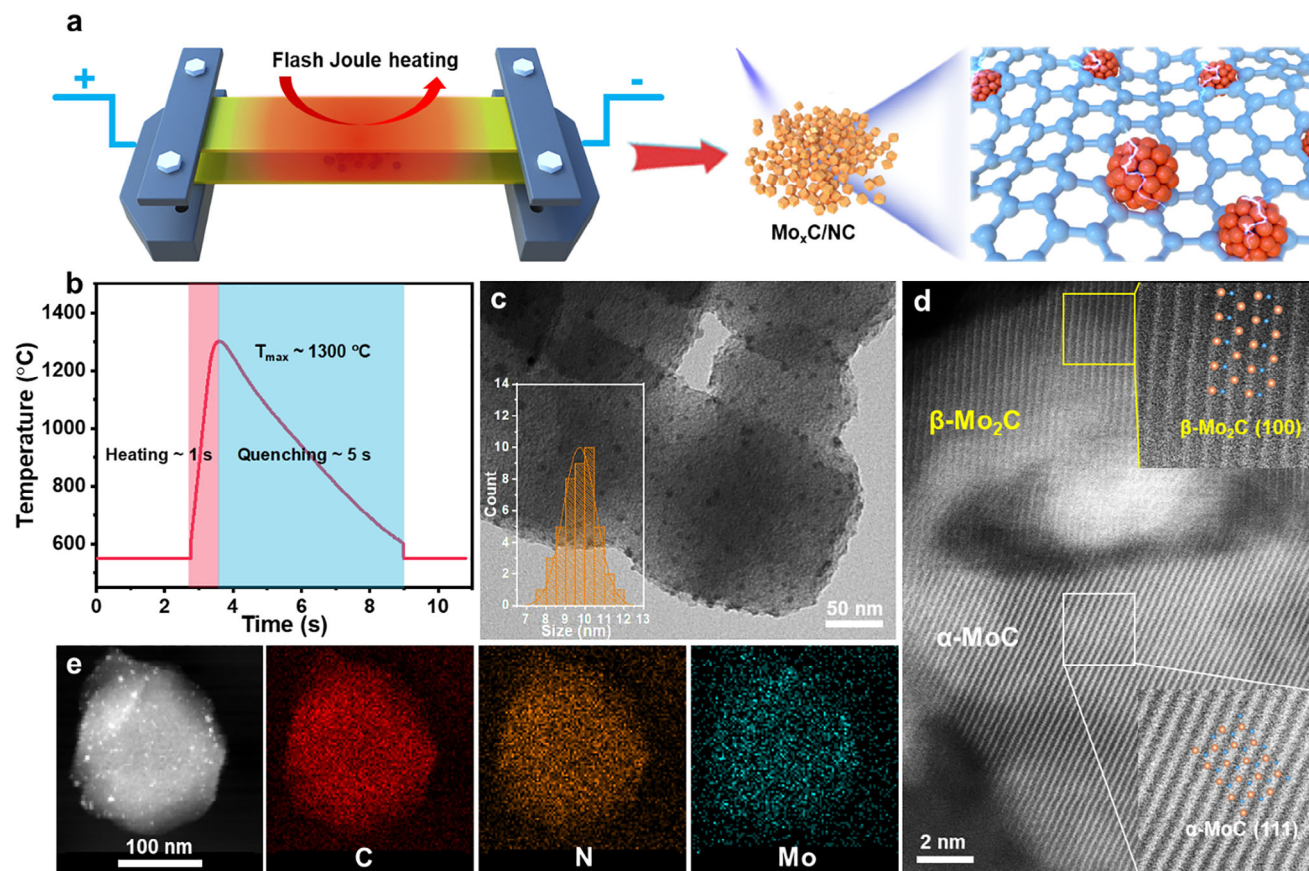 a
Flash Joule heating
+
-
MoₓC/NC
b
1400
1200
1000
800
600
Temperature (°C)
Tmax ~ 1300 °C
Heating ~ 1 s
Quenching ~ 5 s
0 2 4 6 8 10
Time (s)
c
14
12
10
8
6
4
2
0
Count
7 8 9 10 11 12 13
Size (nm)
50 nm
d
β-Mo₂C
β-Mo₂C (100)
α-MoC
α-MoC (111)
2 nm
e
100 nm
C
N
Mo